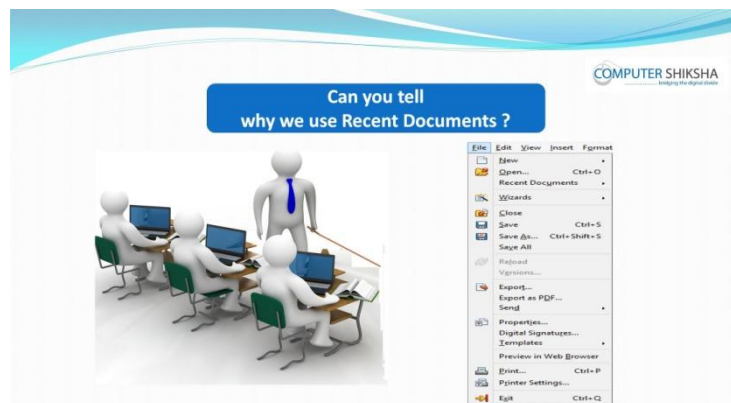 COMPUTER SHIKSHA
bridging the digital divide
Can you tell
why we use Recent Documents ?
File Edit View Insert Format
New
Open... Ctrl+O
Recent Documents
Wizards
Close
Save Ctrl+S
Save As... Ctrl+Shift+S
Save All
Reload
Versions...
Export...
Export as PDF...
Send
Properties...
Digital Signatures...
Templates
Preview in Web Browser
Print... Ctrl+P
Printer Settings...
Exit Ctrl+Q